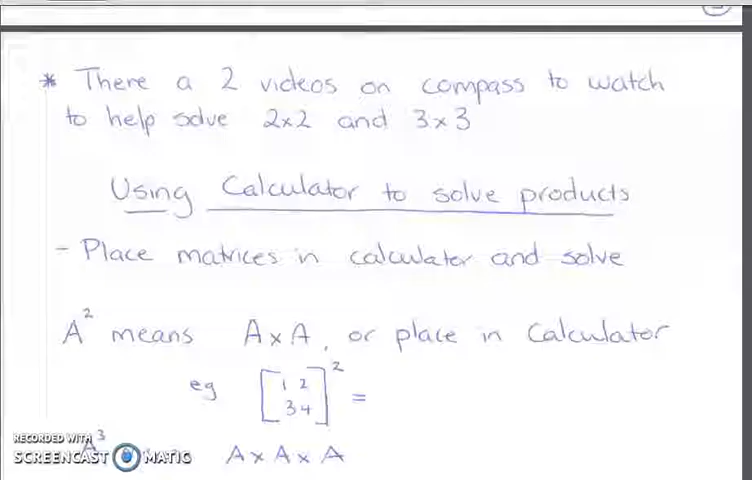 * There a 2 videos on compass to watch
to help solve 2x2 and 3x3
Using Calculator to solve products
- Place matrices in calculater and solve
A² means A x A, or place in Calculator
eg [1 2
3 4]² =
A³ A x A x A
RECORDED WITH
SCREENCAST MATIC